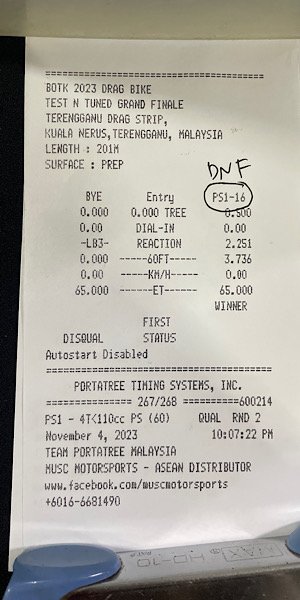 BOTK 2023 DRAG BIKE
TEST N TUNED GRAND FINALE
TERENGGANU DRAG STRIP,
KUALA NERUS,TERENGGANU, MALAYSIA
LENGTH : 201M
SURFACE : PREP
DNF
BYE Entry PS1-16
0.000 0.000 TREE 0.500
0.00 DIAL-IN 0.00
-LB3- REACTION 2.251
0.00 -----60FT----- 3.736
0.00 -----KM/H----- 0.00
65.000 ------ET------ 65.000
WINNER
FIRST
DISQUAL STATUS
Autostart Disabled
PORTATREE TIMING SYSTEMS, INC.
=============== 267/268 ==========600214
PS1 - 4T<110cc PS (60) QUAL RND 2
November 4, 2023 10:07:22 PM
TEAM PORTATREE MALAYSIA
MUSC MOTORSPORTS - ASEAN DISTRIBUTOR
www.facebook.com/muscmotorsports
+6016-6681490
MAX
HD-10